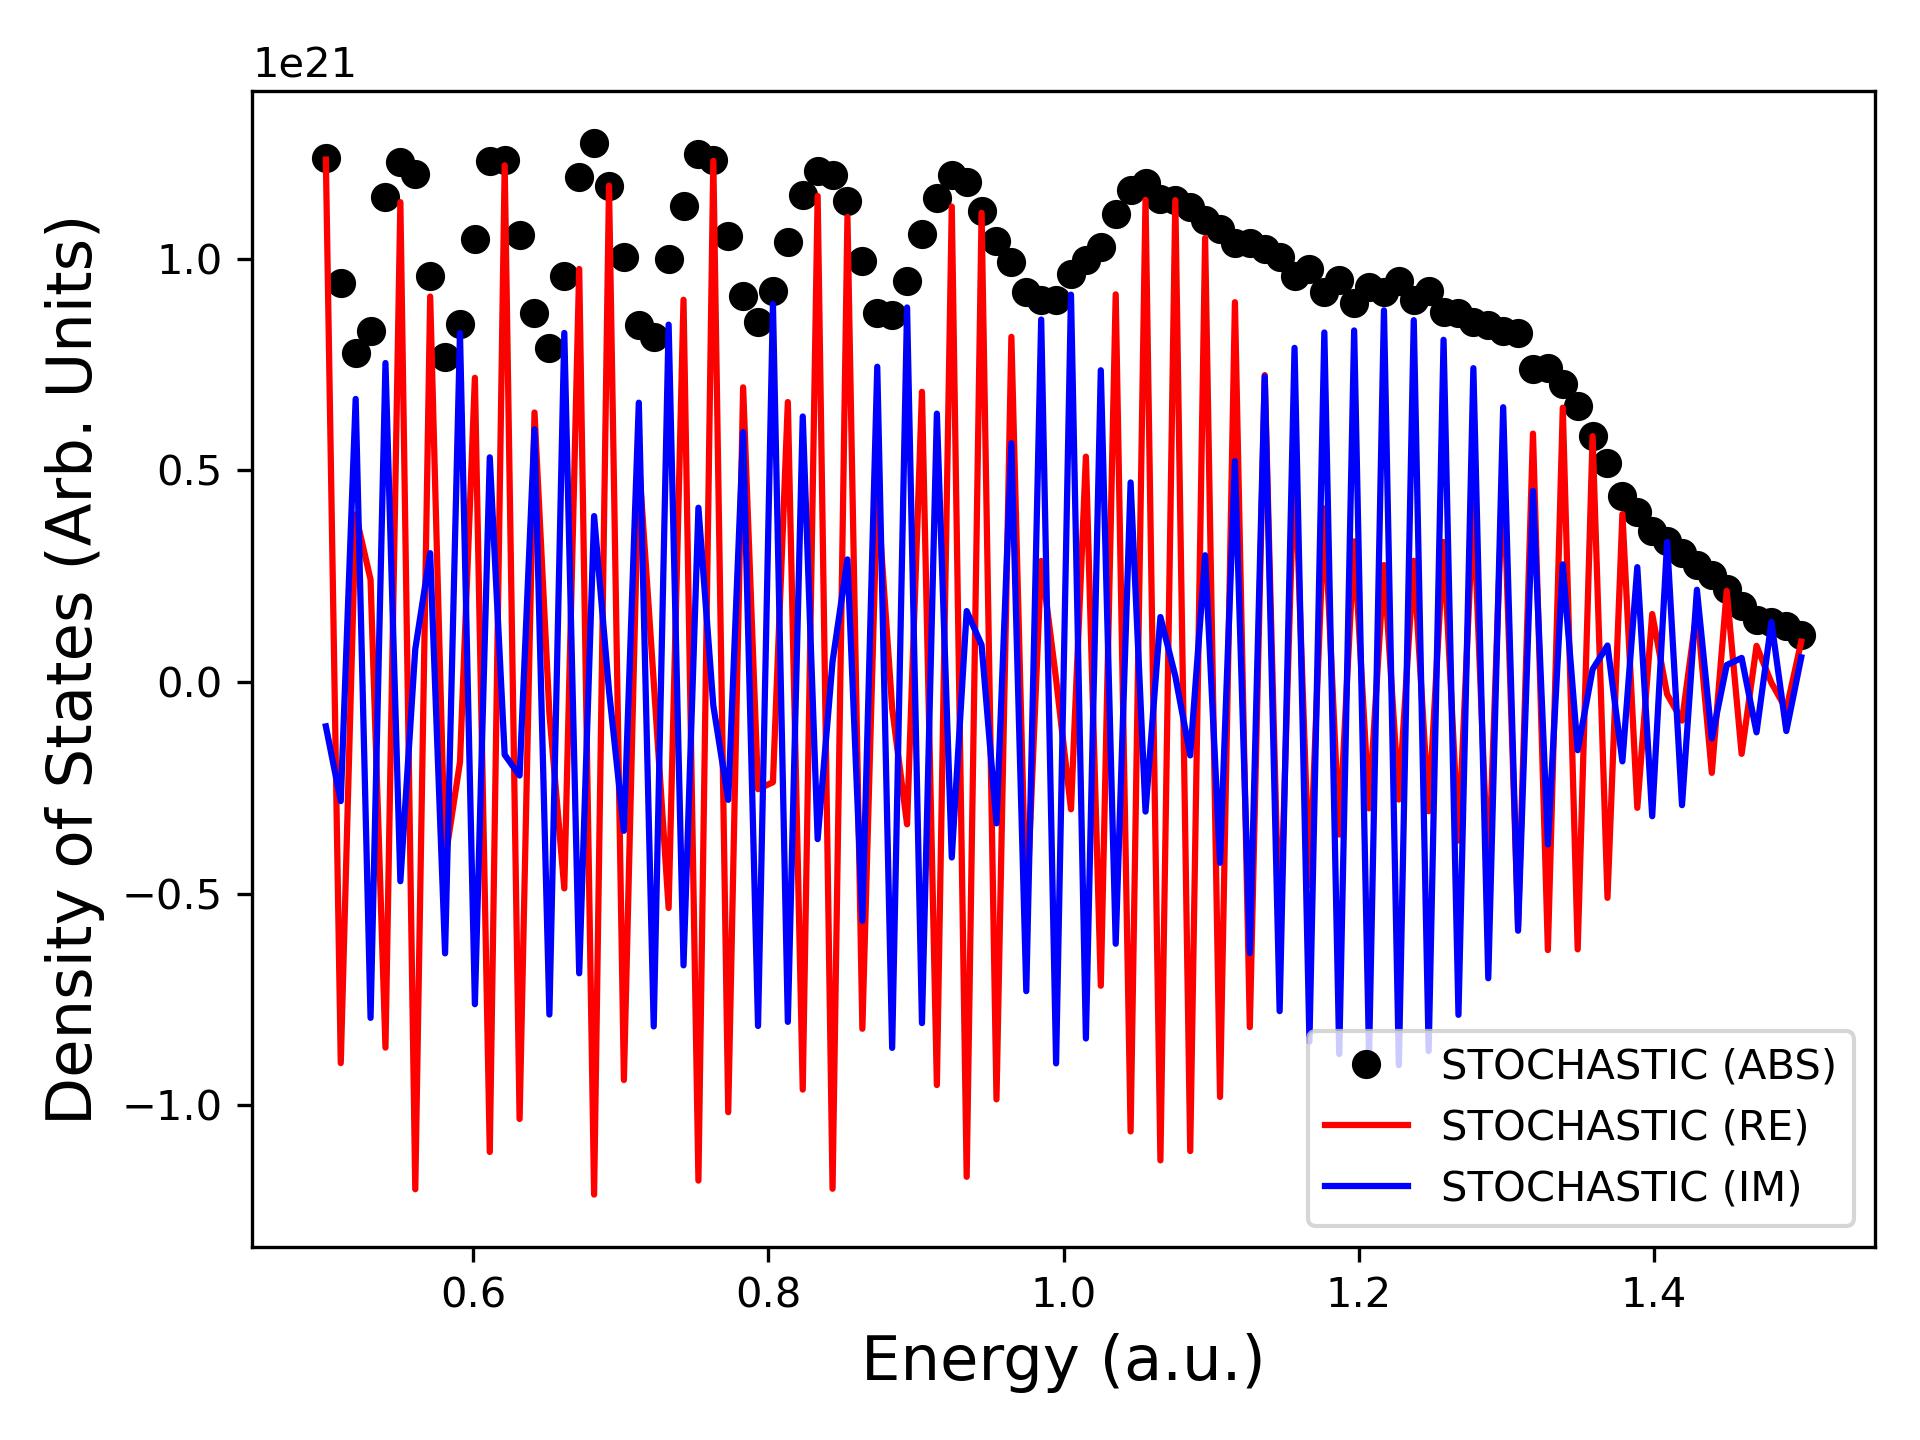 1e21
Density of States (Arb. Units)
1.0
0.5
0.0
−0.5
−1.0
STOCHASTIC (ABS)
STOCHASTIC (RE)
STOCHASTIC (IM)
0.6 0.8 1.0 1.2 1.4
Energy (a.u.)